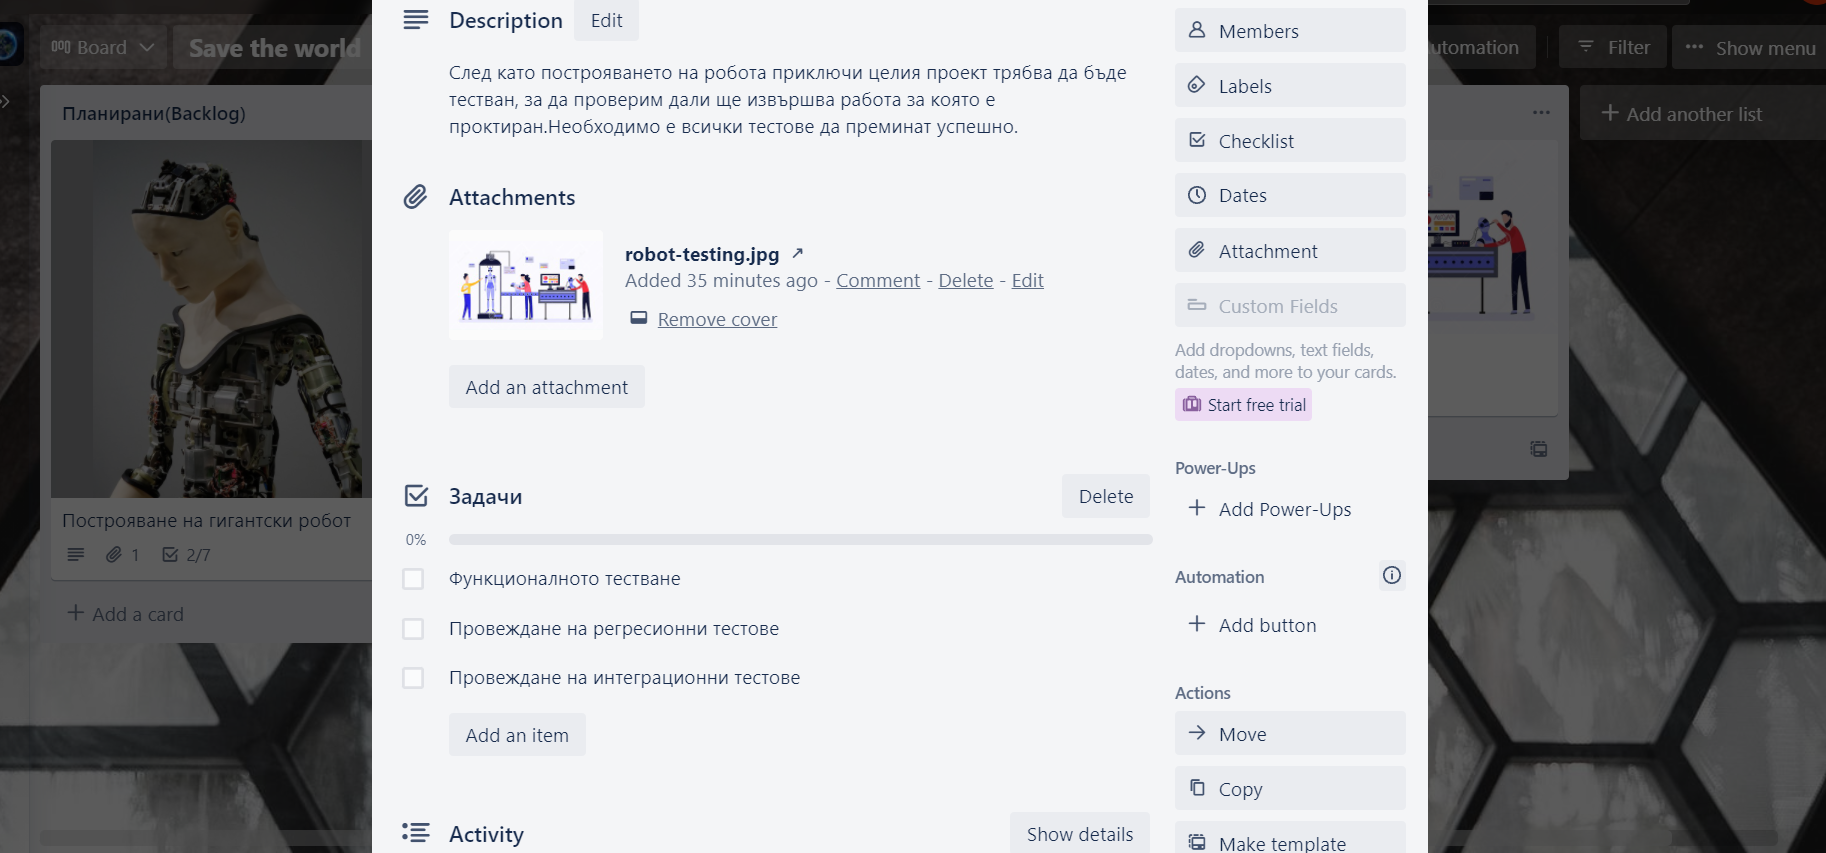 Board
Save the world
utomation
Filter
Show menu
Планирани(Backlog)
Построяване на гигантски робот
1
2/7
Add a card
Description
Edit
След като построяването на робота приключи целия проект трябва да бъде
тестван, за да проверим дали ще извършва работа за която е
проктиран.Необходимо е всички тестове да преминат успешно.
Attachments
robot-testing.jpg
Added 35 minutes ago - Comment - Delete - Edit
Remove cover
Add an attachment
Задачи
Delete
0%
Функционалното тестване
Провеждане на регресионни тестове
Провеждане на интеграционни тестове
Add an item
Activity
Show details
Members
Labels
Checklist
Dates
Attachment
Custom Fields
Add dropdowns, text fields,
dates, and more to your cards.
Start free trial
Power-Ups
Add Power-Ups
Automation
Add button
Actions
Move
Copy
Make template
Add another list